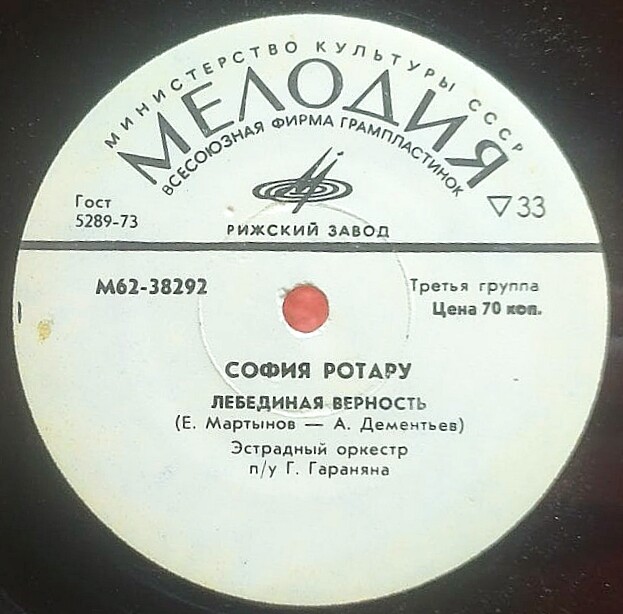 МИНИСТЕРСТВО КУЛЬТУРЫ СССР
МЕЛОДИЯ
ВСЕСОЮЗНАЯ ФИРМА ГРАМПЛАСТИНОК
Гост
5289-73
▽33
РИЖСКИЙ ЗАВОД
М62-38292
Третья группа
Цена 70 коп.
СОФИЯ РОТАРУ
ЛЕБЕДИНАЯ ВЕРНОСТЬ
(Е. Мартынов — А. Дементьев)
Эстрадный оркестр
п/у Г. Гараняна